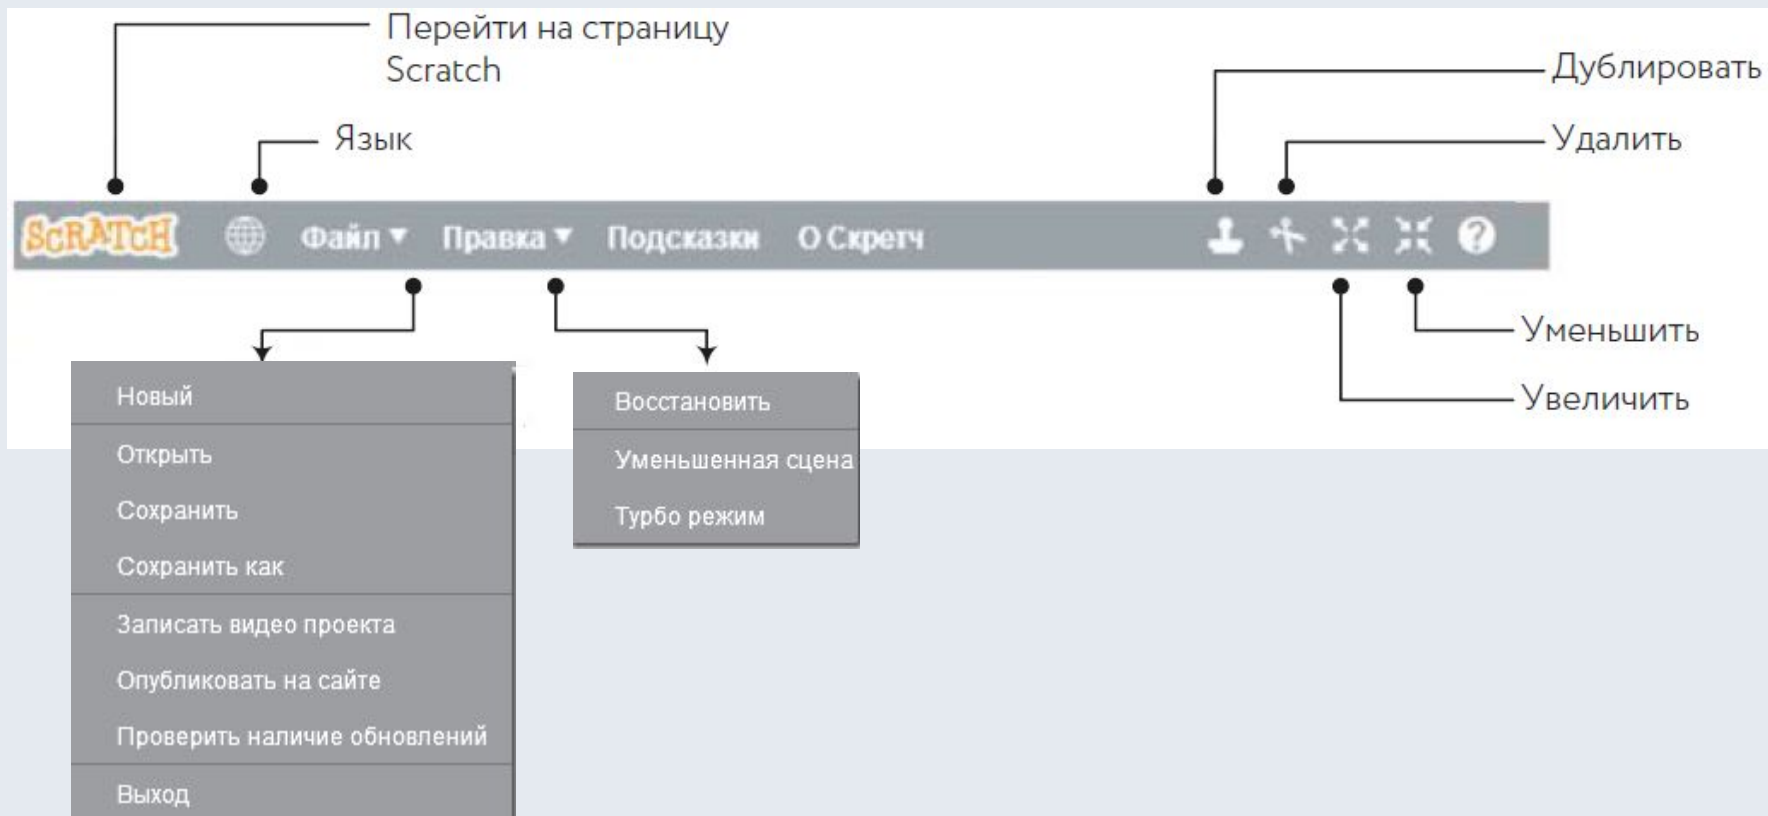 Перейти на страницу
Scratch
Дублировать
Язык
Удалить
SCRATCH Файл Правка Подсказки О Скретч ?
Уменьшить
Увеличить
Новый
Открыть
Сохранить
Сохранить как
Записать видео проекта
Опубликовать на сайте
Проверить наличие обновлений
Выход
Восстановить
Уменьшенная сцена
Турбо режим